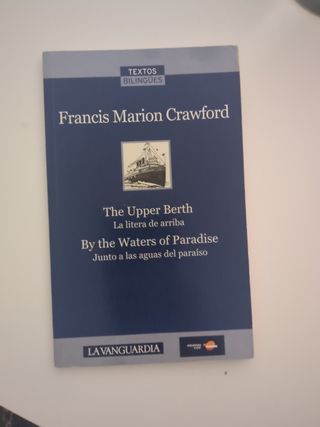 TEXTOS
BILINGÜES
Francis Marion Crawford
The Upper Berth
La litera de arriba
By the Waters of Paradise
Junto a las aguas del paraíso
LA VANGUARDIA